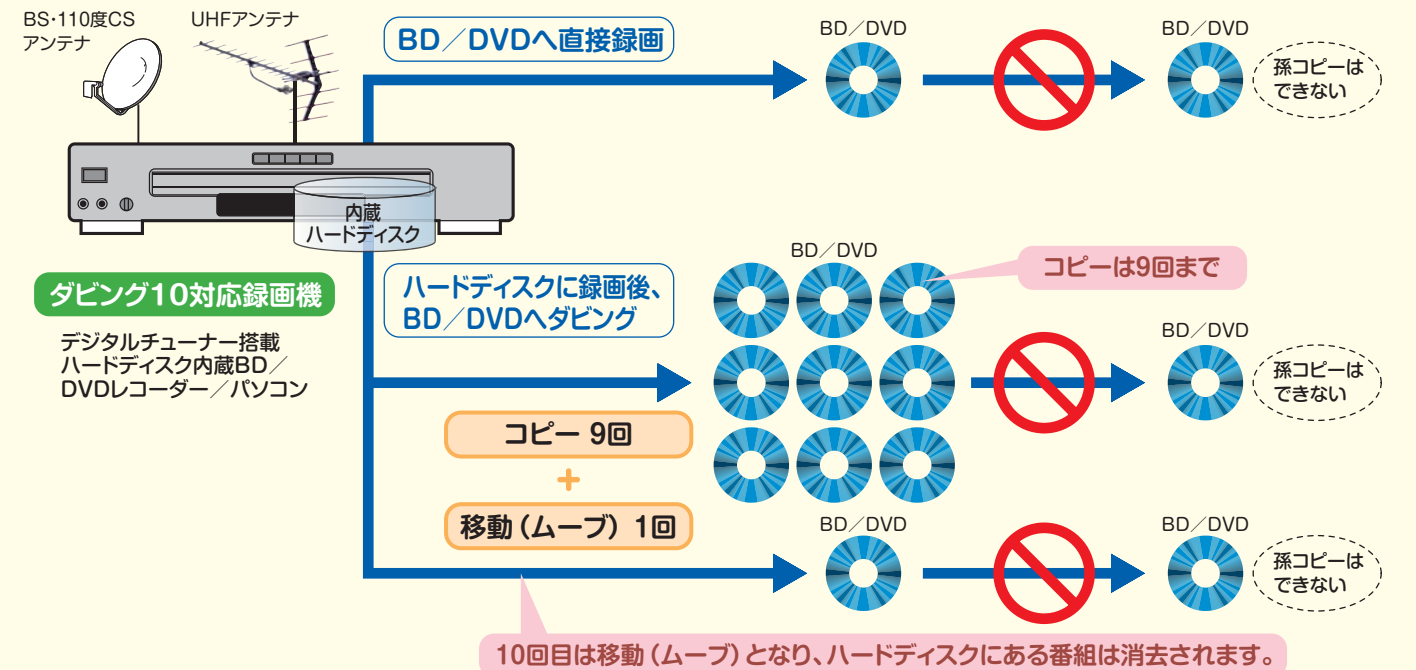 BS・110度CS
アンテナ
UHFアンテナ
BD／DVDへ直接録画
BD／DVD
BD／DVD
孫コピーは
できない
内蔵
ハードディスク
ダビング10対応録画機
デジタルチューナー搭載
ハードディスク内蔵BD／
DVDレコーダー／パソコン
ハードディスクに録画後、
BD／DVDへダビング
BD／DVD
コピーは9回まで
BD／DVD
孫コピーは
できない
コピー 9回
+
移動（ムーブ） 1回
BD／DVD
BD／DVD
孫コピーは
できない
10回目は移動（ムーブ）となり、ハードディスクにある番組は消去されます。